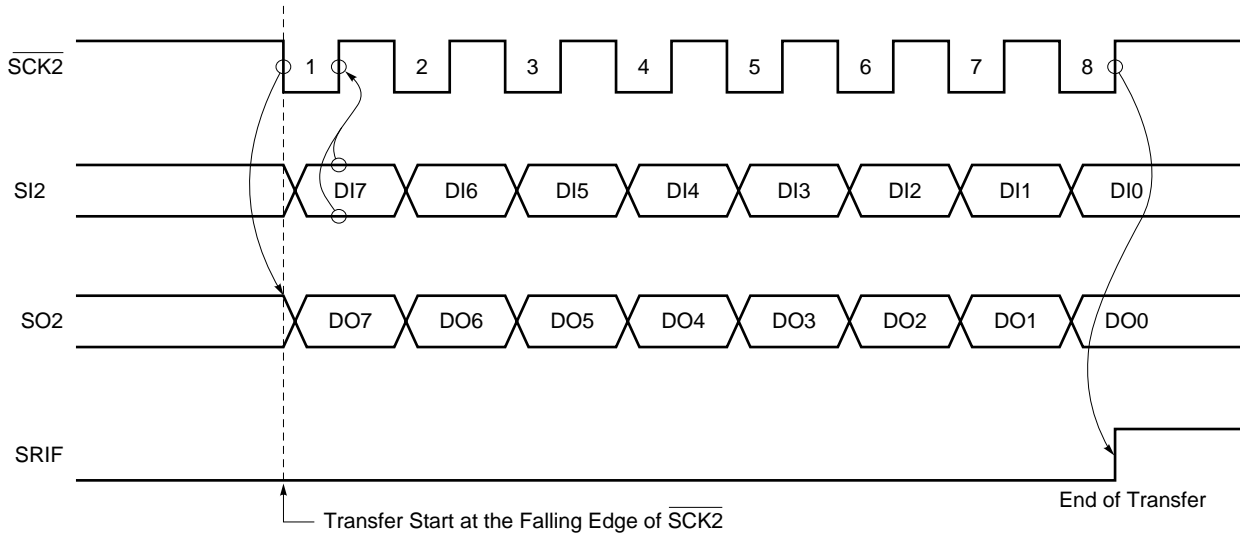 SCK2
1 2 3 4 5 6 7 8
SI2
DI7 DI6 DI5 DI4 DI3 DI2 DI1 DI0
SO2
DO7 DO6 DO5 DO4 DO3 DO2 DO1 DO0
SRIF
End of Transfer
Transfer Start at the Falling Edge of SCK2